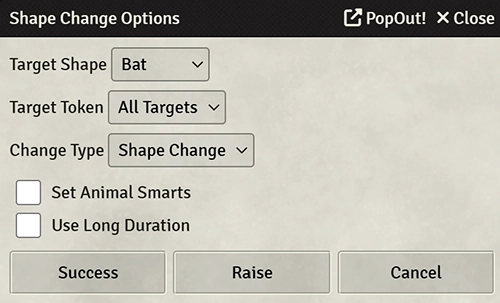 Shape Change Options PopOut! Close
Target Shape Bat
Target Token All Targets
Change Type Shape Change
Set Animal Smarts
Use Long Duration
Success Raise Cancel